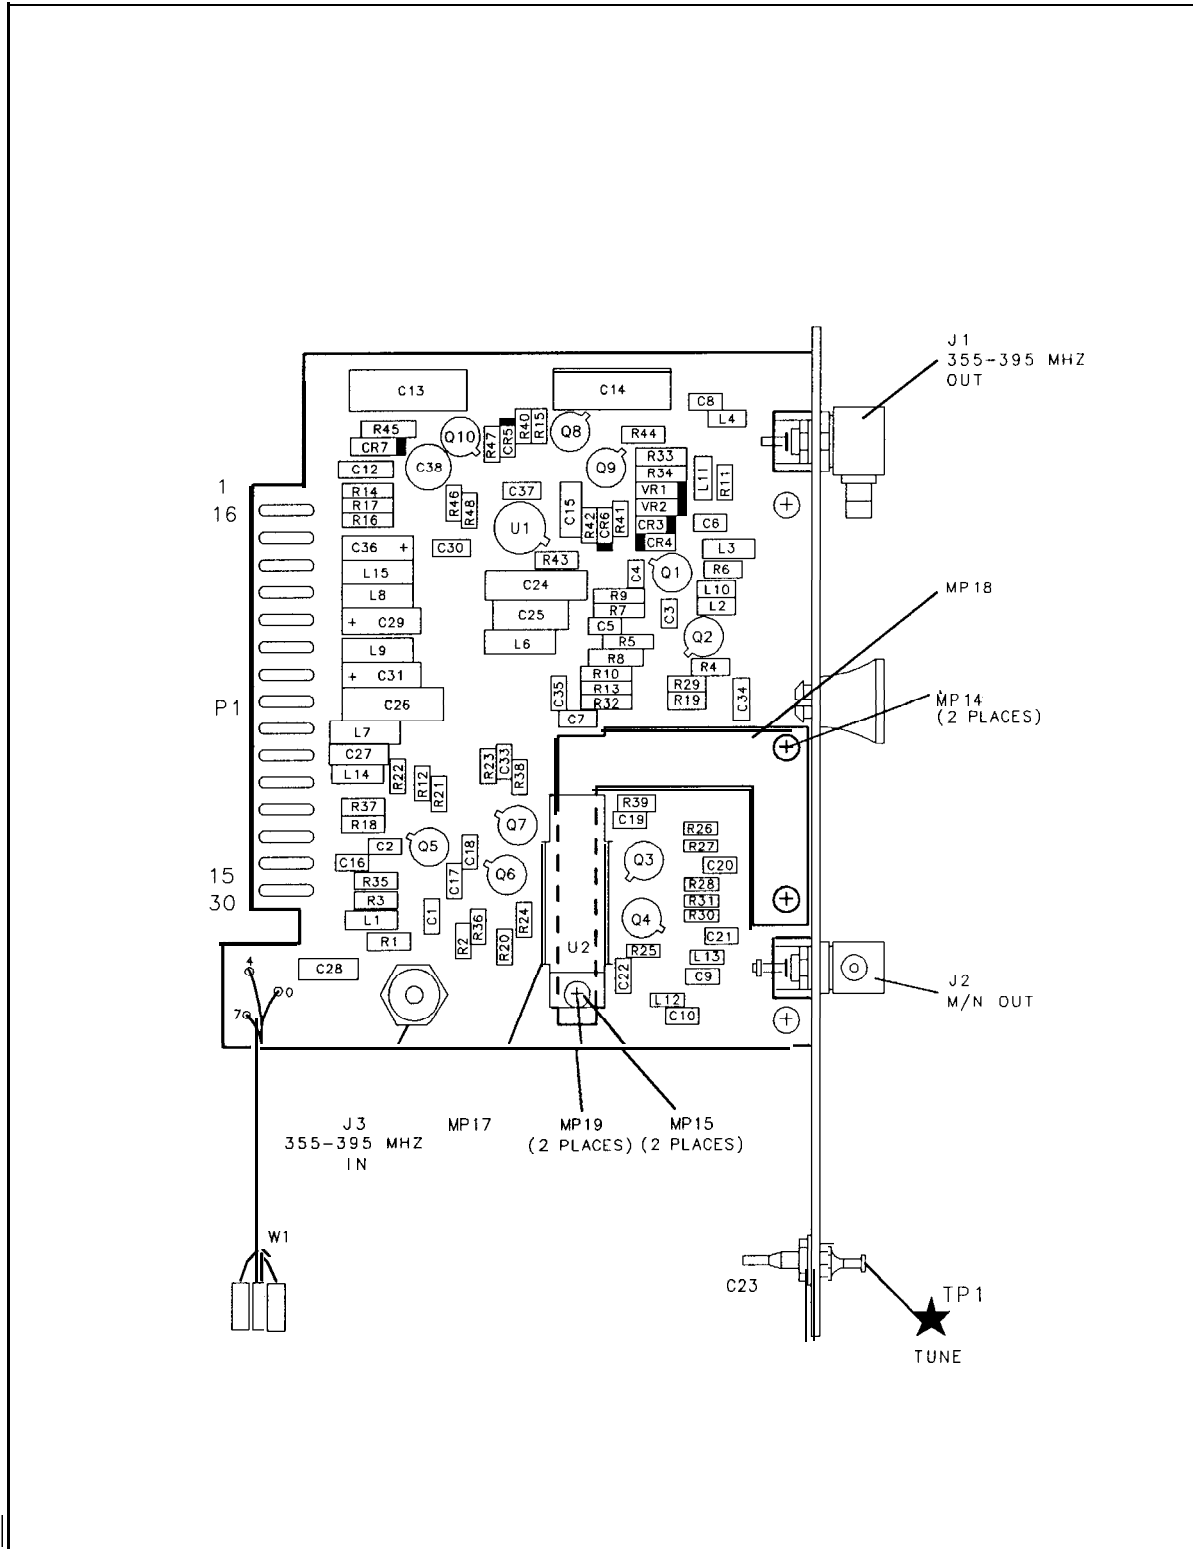 J1
355-395 MHZ
OUT
C13
C14
C8
L4
R45
CR7
Q10
R47
CR5
R40
R15
Q8
R44
C12
C38
Q9
R33
R34
VR1
VR2
L11
R11
1
16
R14
R17
R16
R46
R48
C37
U1
C15
R42
CR6
R41
CR3
CR4
C6
C36 +
C30
R43
L3
L15
C24
C4
Q1
R6
L8
C25
R9
R7
L10
L2
MP18
+ C29
C5
C3
L6
R5
Q2
L9
R8
R4
+ C31
R10
R13
R32
C35
R29
R19
C34
P1
C26
C7
MP14
(2 PLACES)
L7
C27
L14
R22
R12
R21
R23
C33
R38
R37
R18
R39
C19
Q7
R26
R27
C2
Q5
C18
Q3
C20
C16
C17
Q6
15
30
R35
R28
R3
R31
R30
L1
C1
R36
R24
Q4
R1
R2
R20
U2
R25
C21
L13
C22
C9
4
0
7
C28
L12
C10
J2
M/N OUT
J3
355-395 MHZ
IN
MP17
MP19
(2 PLACES)
MP15
(2 PLACES)
W1
C23
TP1
TUNE